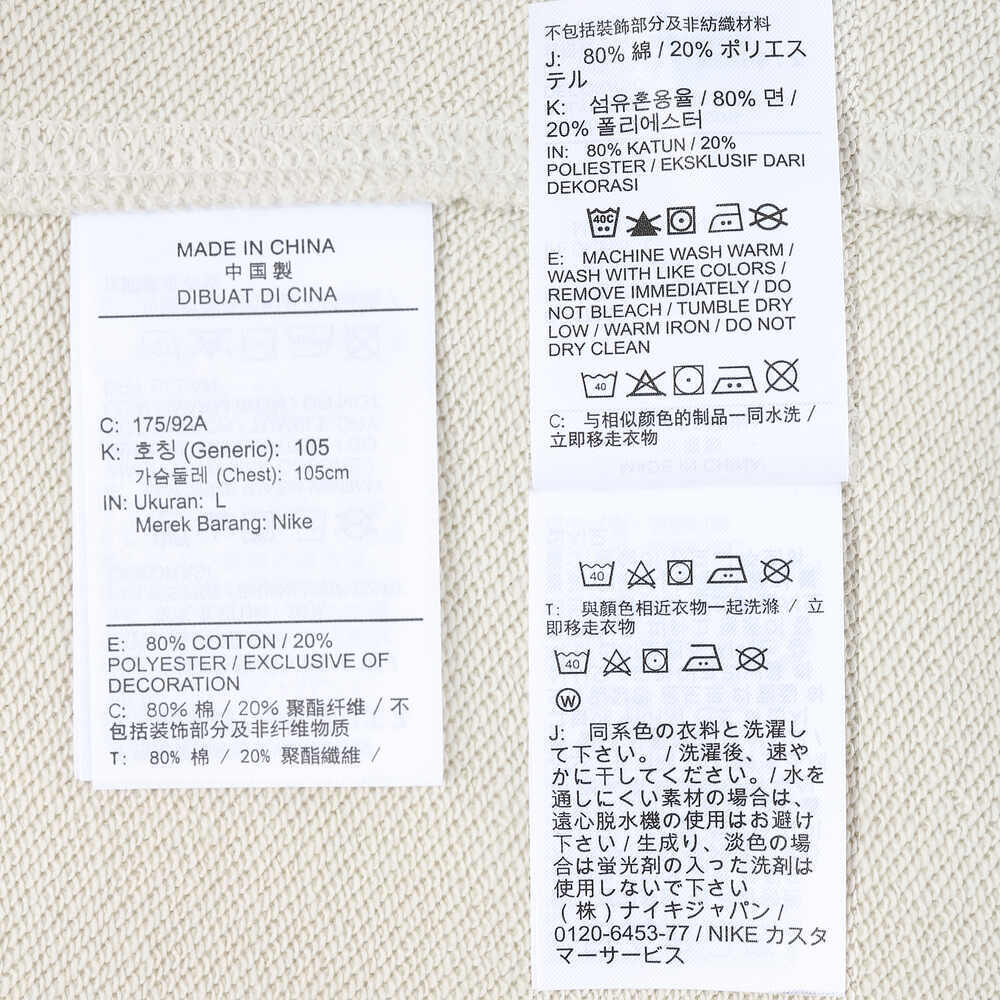 MADE IN CHINA
中国製
DIBUAT DI CINA
C: 175/92A
K: 호칭 (Generic): 105
가슴둘레 (Chest): 105cm
IN: Ukuran: L
Merek Barang: Nike
E: 80% COTTON / 20%
POLYESTER / EXCLUSIVE OF
DECORATION
C: 80% 棉 / 20% 聚酯纤维 / 不
包括装饰部分及非纤维物质
T: 80% 棉 / 20% 聚酯纖維 /
不包括裝飾部分及非紡織材料
J: 80% 綿 / 20% ポリエス
テル
K: 섬유혼용율 / 80% 면 /
20% 폴리에스터
IN: 80% KATUN / 20%
POLIESTER / EKSKLUSIF DARI
DEKORASI
40C
E: MACHINE WASH WARM /
WASH WITH LIKE COLORS /
REMOVE IMMEDIATELY / DO
NOT BLEACH / TUMBLE DRY
LOW / WARM IRON / DO NOT
DRY CLEAN
40
C: 与相似颜色的制品一同水洗 /
立即移走衣物
40
T: 與顏色相近衣物一起洗滌 / 立
即移走衣物
40
W
J: 同系色の衣料と洗濯し
て下さい。 / 洗濯後、速や
かに干してください。 / 水を
通しにくい素材の場合は、
遠心脱水機の使用はお避け
下さい / 生成り、淡色の場
合は蛍光剤の入った洗剤は
使用しないで下さい
(株)ナイキジャパン /
0120-6453-77 / NIKE カスタ
マーサービス